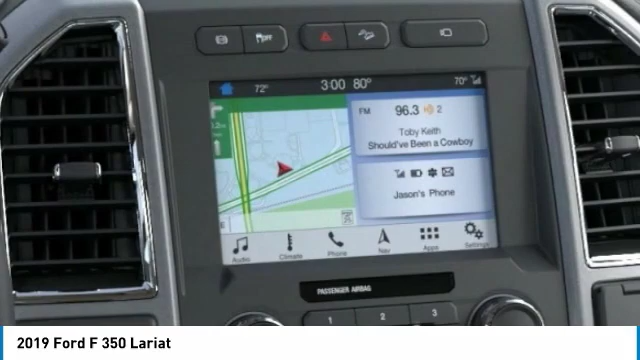 72° 3:00 80° 70°
FM 96.3 2
Toby Keith
Should've Been a Cowboy
Jason's Phone
Audio Climate Phone Nav Apps Settings
PASSENGER AIRBAG
1 2 3
2019 Ford F 350 Lariat